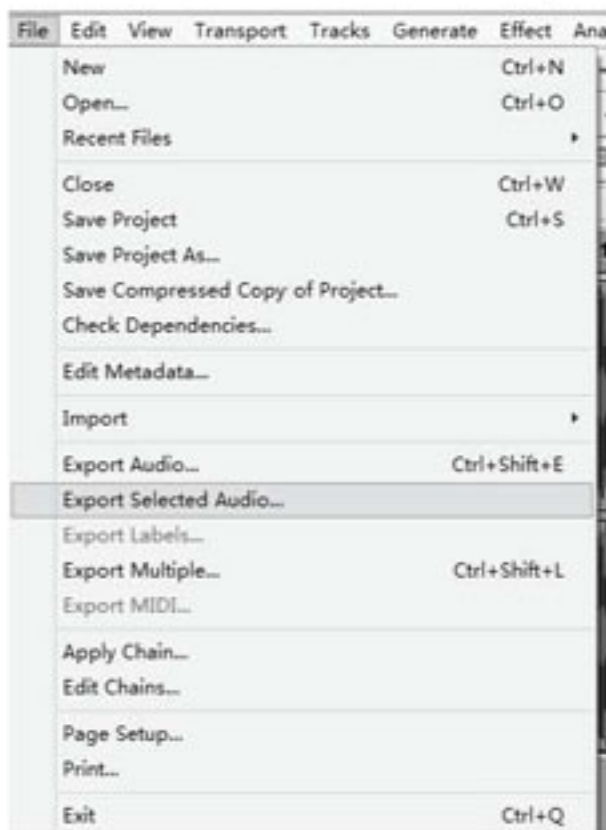 File Edit View Transport Tracks Generate Effect Ana
New Ctrl+N
Open... Ctrl+O
Recent Files
Close Ctrl+W
Save Project Ctrl+S
Save Project As...
Save Compressed Copy of Project...
Check Dependencies...
Edit Metadata...
Import
Export Audio... Ctrl+Shift+E
Export Selected Audio...
Export Labels...
Export Multiple... Ctrl+Shift+L
Export MIDI...
Apply Chain...
Edit Chains...
Page Setup...
Print...
Exit Ctrl+Q